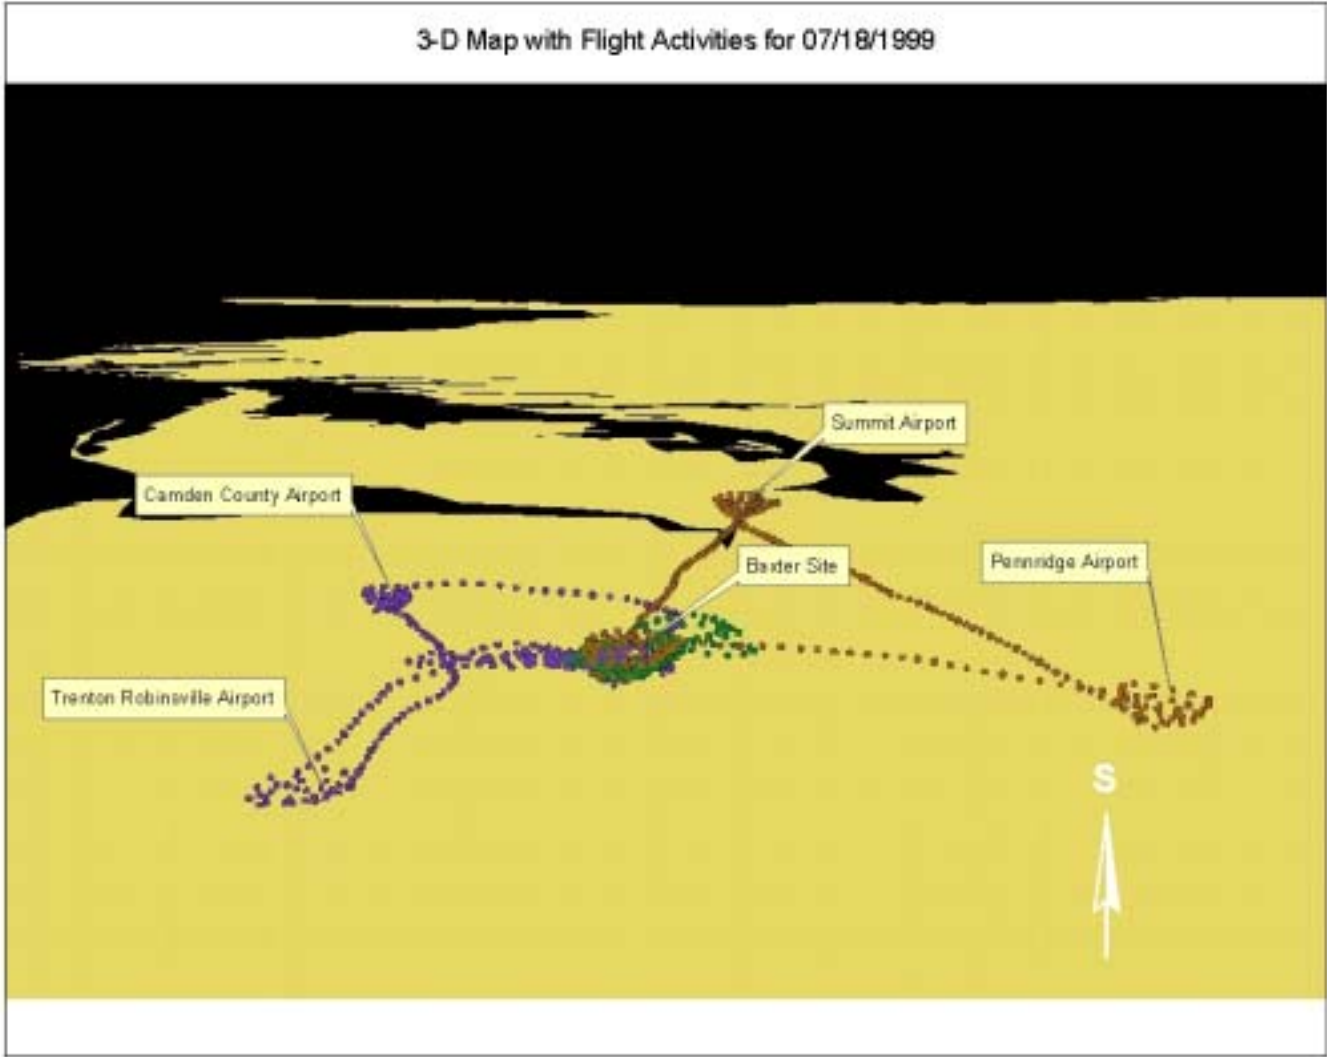 3-D Map with Flight Activities for 07/18/1999
Summit Airport
Camden County Airport
Baxter Site
Pennridge Airport
Trenton Robinsville Airport
S